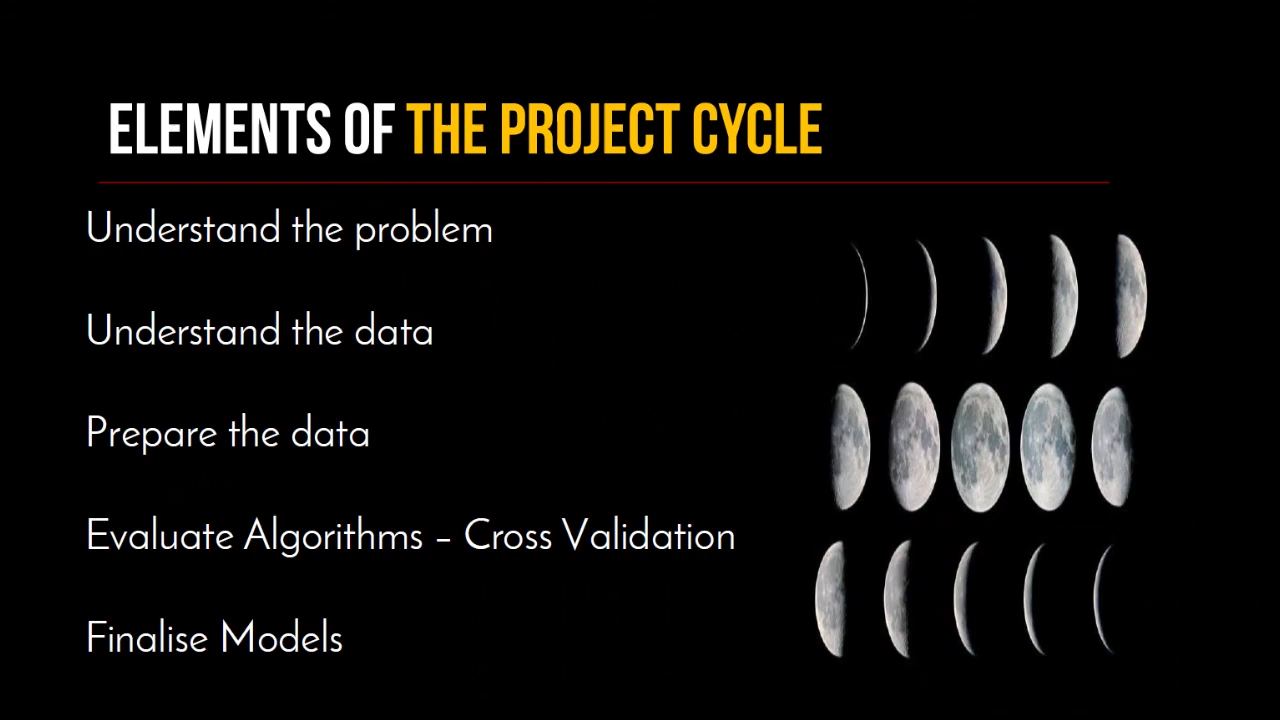 ELEMENTS OF THE PROJECT CYCLE
Understand the problem
Understand the data
Prepare the data
Evaluate Algorithms – Cross Validation
Finalise Models